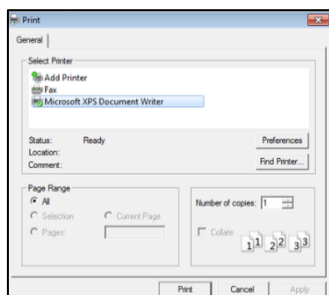 Print
General
Select Printer
Add Printer
Fax
Microsoft XPS Document Writer
Status: Ready
Location:
Comment:
Preferences
Find Printer...
Page Range
All
Selection Current Page
Pages:
Number of copies: 1
Collate
1 1 2 2 3 3
Print Cancel Apply